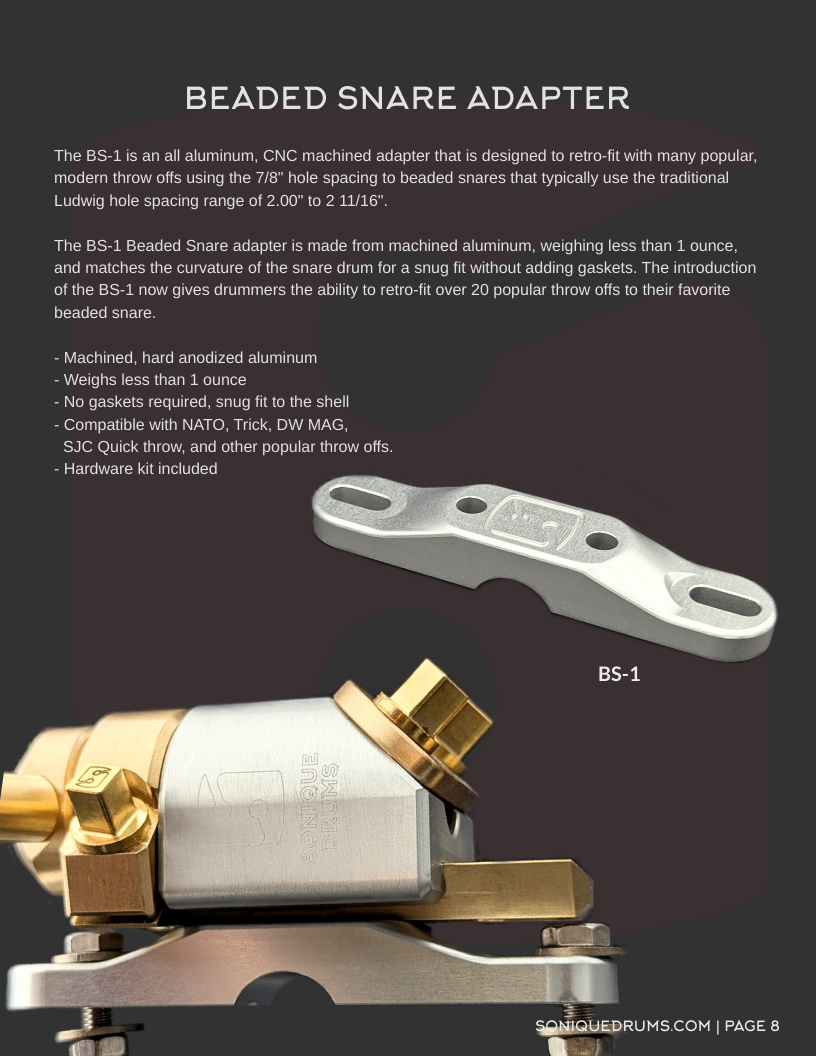 BEADED SNARE ADAPTER
The BS-1 is an all aluminum, CNC machined adapter that is designed to retro-fit with many popular,
modern throw offs using the 7/8" hole spacing to beaded snares that typically use the traditional
Ludwig hole spacing range of 2.00" to 2 11/16".
The BS-1 Beaded Snare adapter is made from machined aluminum, weighing less than 1 ounce,
and matches the curvature of the snare drum for a snug fit without adding gaskets. The introduction
of the BS-1 now gives drummers the ability to retro-fit over 20 popular throw offs to their favorite
beaded snare.
- Machined, hard anodized aluminum
- Weighs less than 1 ounce
- No gaskets required, snug fit to the shell
- Compatible with NATO, Trick, DW MAG,
SJC Quick throw, and other popular throw offs.
- Hardware kit included
BS-1
SONIQUE
DRUMS
SONIQUEDRUMS.COM | PAGE 8